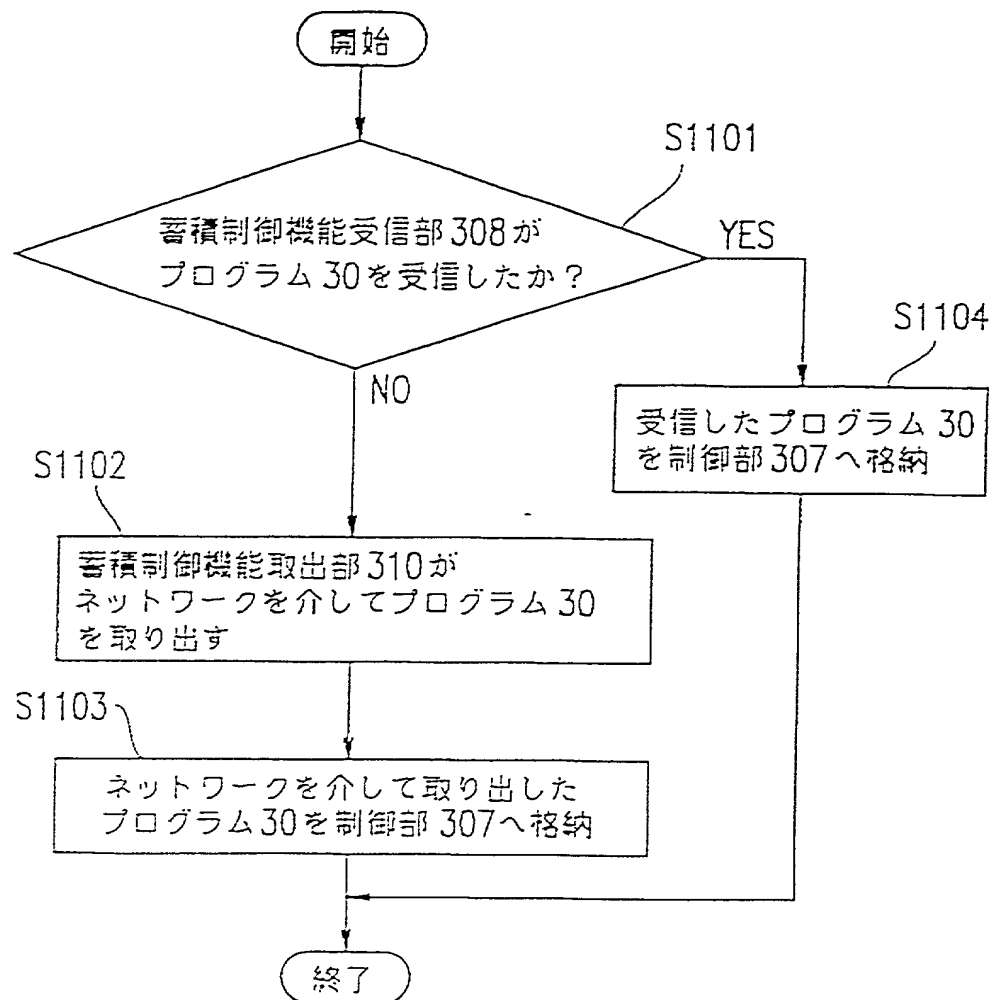 開始
S1101
蓄積制御機能受信部308が
プログラム30を受信したか?
YES
NO
S1104
受信したプログラム30
を制御部307へ格納
S1102
蓄積制御機能取出部310が
ネットワークを介してプログラム30
を取り出す
S1103
ネットワークを介して取り出した
プログラム30を制御部307へ格納
終了